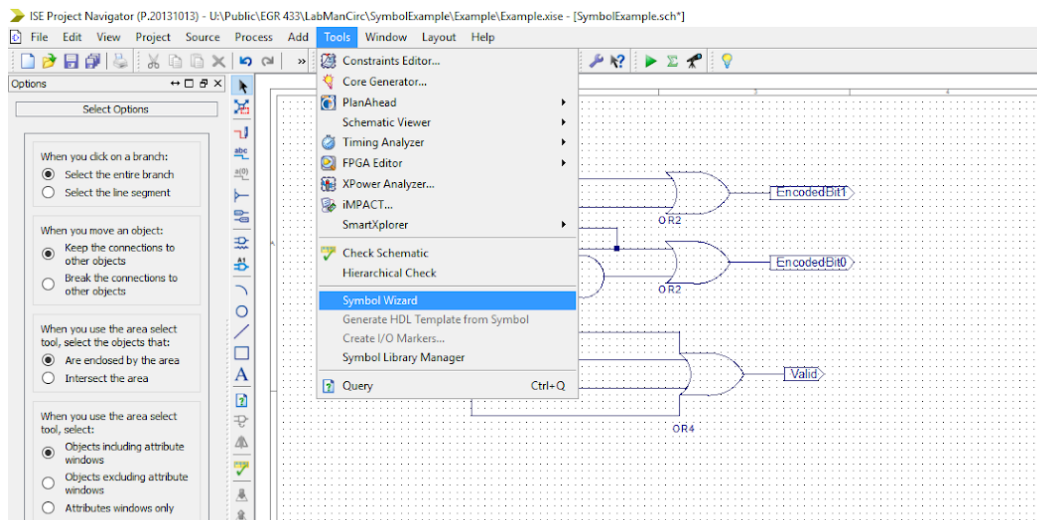 ISE Project Navigator (P.20131013) - U:\Public\EGR 433\LabManCirc\SymbolExample\Example\Example.xise - [SymbolExample.sch*]
File Edit View Project Source Process Add Tools Window Layout Help
Options
Select Options
When you click on a branch:
Select the entire branch
Select the line segment
When you move an object:
Keep the connections to
other objects
Break the connections to
other objects
When you use the area select
tool, select the objects that:
Are enclosed by the area
Intersect the area
When you use the area select
tool, select:
Objects including attribute
windows
Objects excluding attribute
windows
Attributes windows only
abc
a(0)
A1
A
Constraints Editor...
Core Generator...
PlanAhead
Schematic Viewer
Timing Analyzer
FPGA Editor
XPower Analyzer...
iMPACT...
SmartXplorer
Check Schematic
Hierarchical Check
Symbol Wizard
Generate HDL Template from Symbol
Create I/O Markers...
Symbol Library Manager
Query Ctrl+Q
EncodedBit1
OR2
EncodedBit0
OR2
Valid
OR4